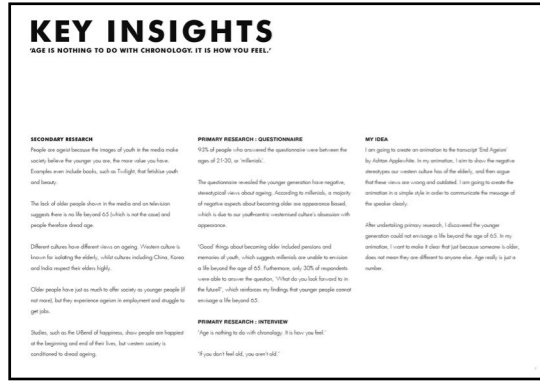 KEY INSIGHTS
'AGE IS NOTHING TO DO WITH CHRONOLOGY. IT IS HOW YOU FEEL.'
SECONDARY RESEARCH
People are ageist because the images of youth in the media make
society believe the younger you are, the more value you have.
Examples even include books, such as Twilight, that fetishise youth
and beauty.
The lack of older people shown in the media and on television
suggests there is no life beyond 65 (which is not the case) and
people therefore dread age.
Different cultures have different views on ageing. Western culture is
known for isolating the elderly, whilst cultures including China, Korea
and India respect their elders highly.
Older people have just as much to offer society as younger people (if
not more), but they experience ageism in employment and struggle to
get jobs.
Studies, such as the UBend of happiness, show people are happiest
at the beginning and end of their lives, but western society is
conditioned to dread ageing.
PRIMARY RESEARCH : QUESTIONNAIRE
93% of people who answered the questionnaire were between the
ages of 21-30, or 'millenials'.
The questionnaire revealed the younger generation have negative,
stereotypical views about ageing. According to millenials, a majority
of negative aspects about becoming older are appearance based,
which is due to our youth-centric westernised culture's obsession with
appearance.
'Good' things about becoming older included pensions and
memories of youth, which suggests millenials are unable to envision
a life beyond the age of 65. Furthermore, only 30% of respondents
were able to answer the question, 'What do you look forward to in
the future?', which reinforces my findings that younger people cannot
envisage a life beyond 65.
PRIMARY RESEARCH : INTERVIEW
'Age is nothing to do with chronology. It is how you feel.'
'If you don't feel old, you aren't old.'
MY IDEA
I am going to create an animation to the transcript 'End Ageism'
by Ashton Applewhite. In my animation, I aim to show the negative
stereotypes our western culture has of the elderly, and then argue
that these views are wrong and outdated. I am going to create the
animation in a simple style in order to communicate the message of
the speaker clearly.
After undertaking primary research, I discovered the younger
generation could not envisage a life beyond the age of 65. In my
animation, I want to make it clear that just because someone is older,
does not mean they are different to anyone else. Age really is just a
number.